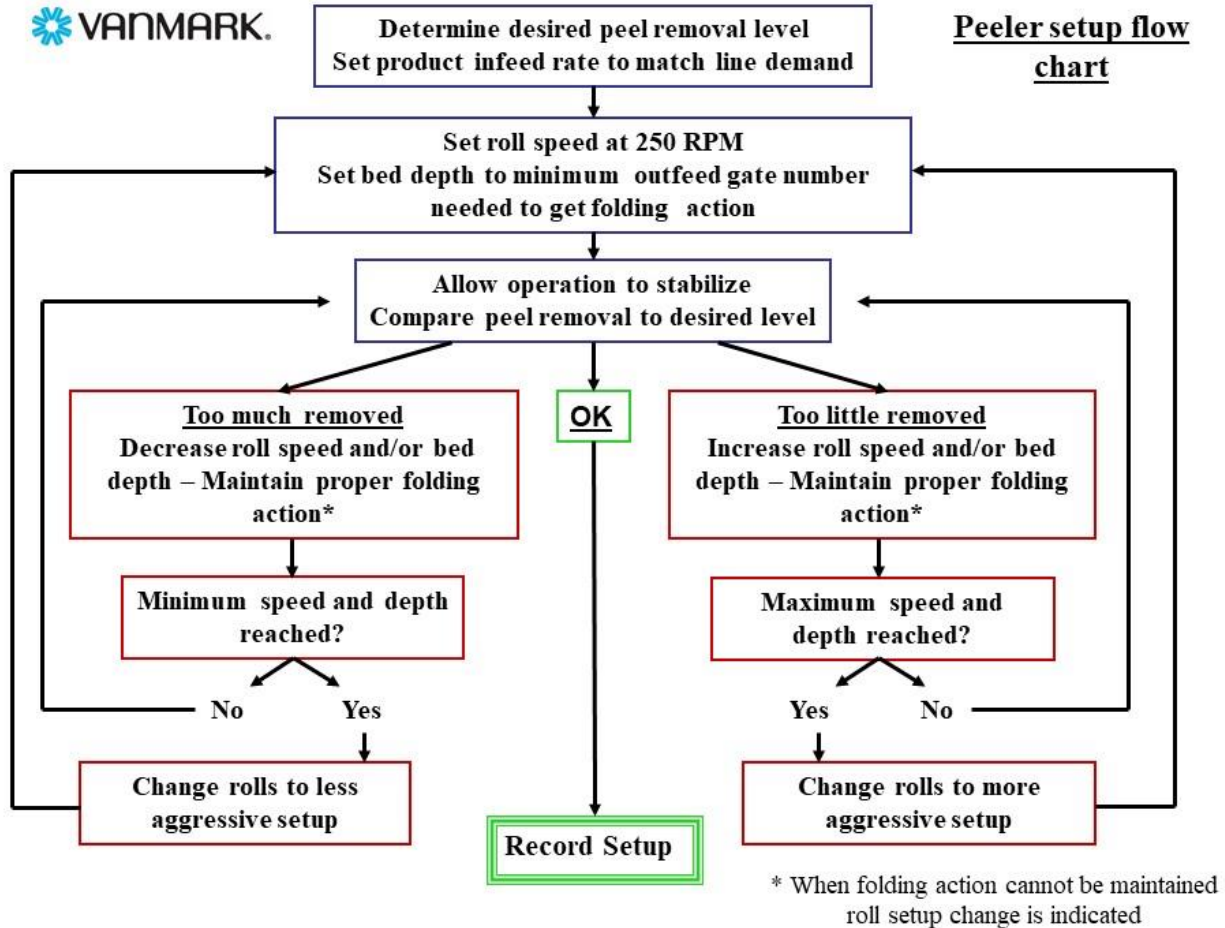 VANMARK.
Peeler setup flow
chart
Determine desired peel removal level
Set product infeed rate to match line demand
Set roll speed at 250 RPM
Set bed depth to minimum outfeed gate number
needed to get folding action
Allow operation to stabilize
Compare peel removal to desired level
Too much removed
Decrease roll speed and/or bed
depth – Maintain proper folding
action*
OK
Too little removed
Increase roll speed and/or bed
depth – Maintain proper folding
action*
Minimum speed and depth
reached?
Maximum speed and
depth reached?
No
Yes
Yes
No
Change rolls to less
aggressive setup
Change rolls to more
aggressive setup
Record Setup
* When folding action cannot be maintained
roll setup change is indicated